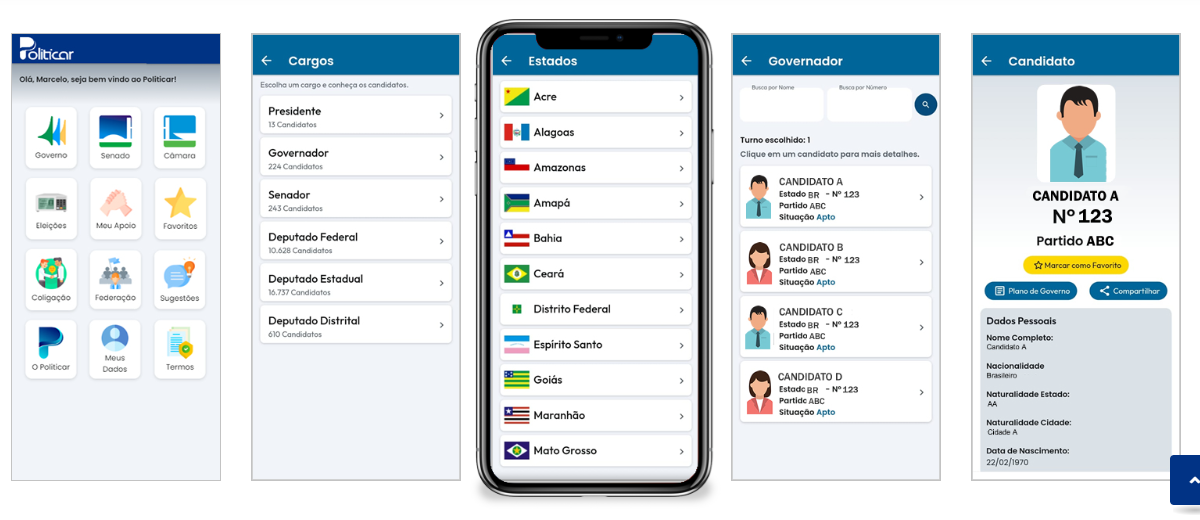 Politicar
Olá, Marcelo, seja bem vindo ao Politicar!
Governo
Senado
Câmara
Eleições
Meu Apoio
Favoritos
Coligação
Federação
Sugestões
O Politicar
Meus
Dados
Termos
Cargos
Escolha um cargo e conheça os candidatos.
Presidente
13 Candidatos
Governador
224 Candidatos
Senador
243 Candidatos
Deputado Federal
10.628 Candidatos
Deputado Estadual
16.737 Candidatos
Deputado Distrital
610 Candidatos
Estados
Acre
Alagoas
Amazonas
Amapá
Bahia
Ceará
Distrito Federal
Espírito Santo
Goiás
Maranhão
Mato Grosso
Governador
Busca por Nome
Busca por Número
Turno escolhido: 1
Clique em um candidato para mais detalhes.
CANDIDATO A
Estado BR - Nº 123
Partido ABC
Situação Apto
CANDIDATO B
Estado BR - Nº 123
Partido ABC
Situação Apto
CANDIDATO C
Estado BR - Nº 123
Partido ABC
Situação Apto
CANDIDATO D
Estado BR - Nº 123
Partido ABC
Situação Apto
Candidato
CANDIDATO A
Nº 123
Partido ABC
Marcar como Favorito
Plano de Governo
Compartilhar
Dados Pessoais
Nome Completo:
Candidato A
Nacionalidade
Brasileiro
Naturalidade Estado:
AA
Naturalidade Cidade:
Cidade A
Data de Nascimento:
22/02/1970